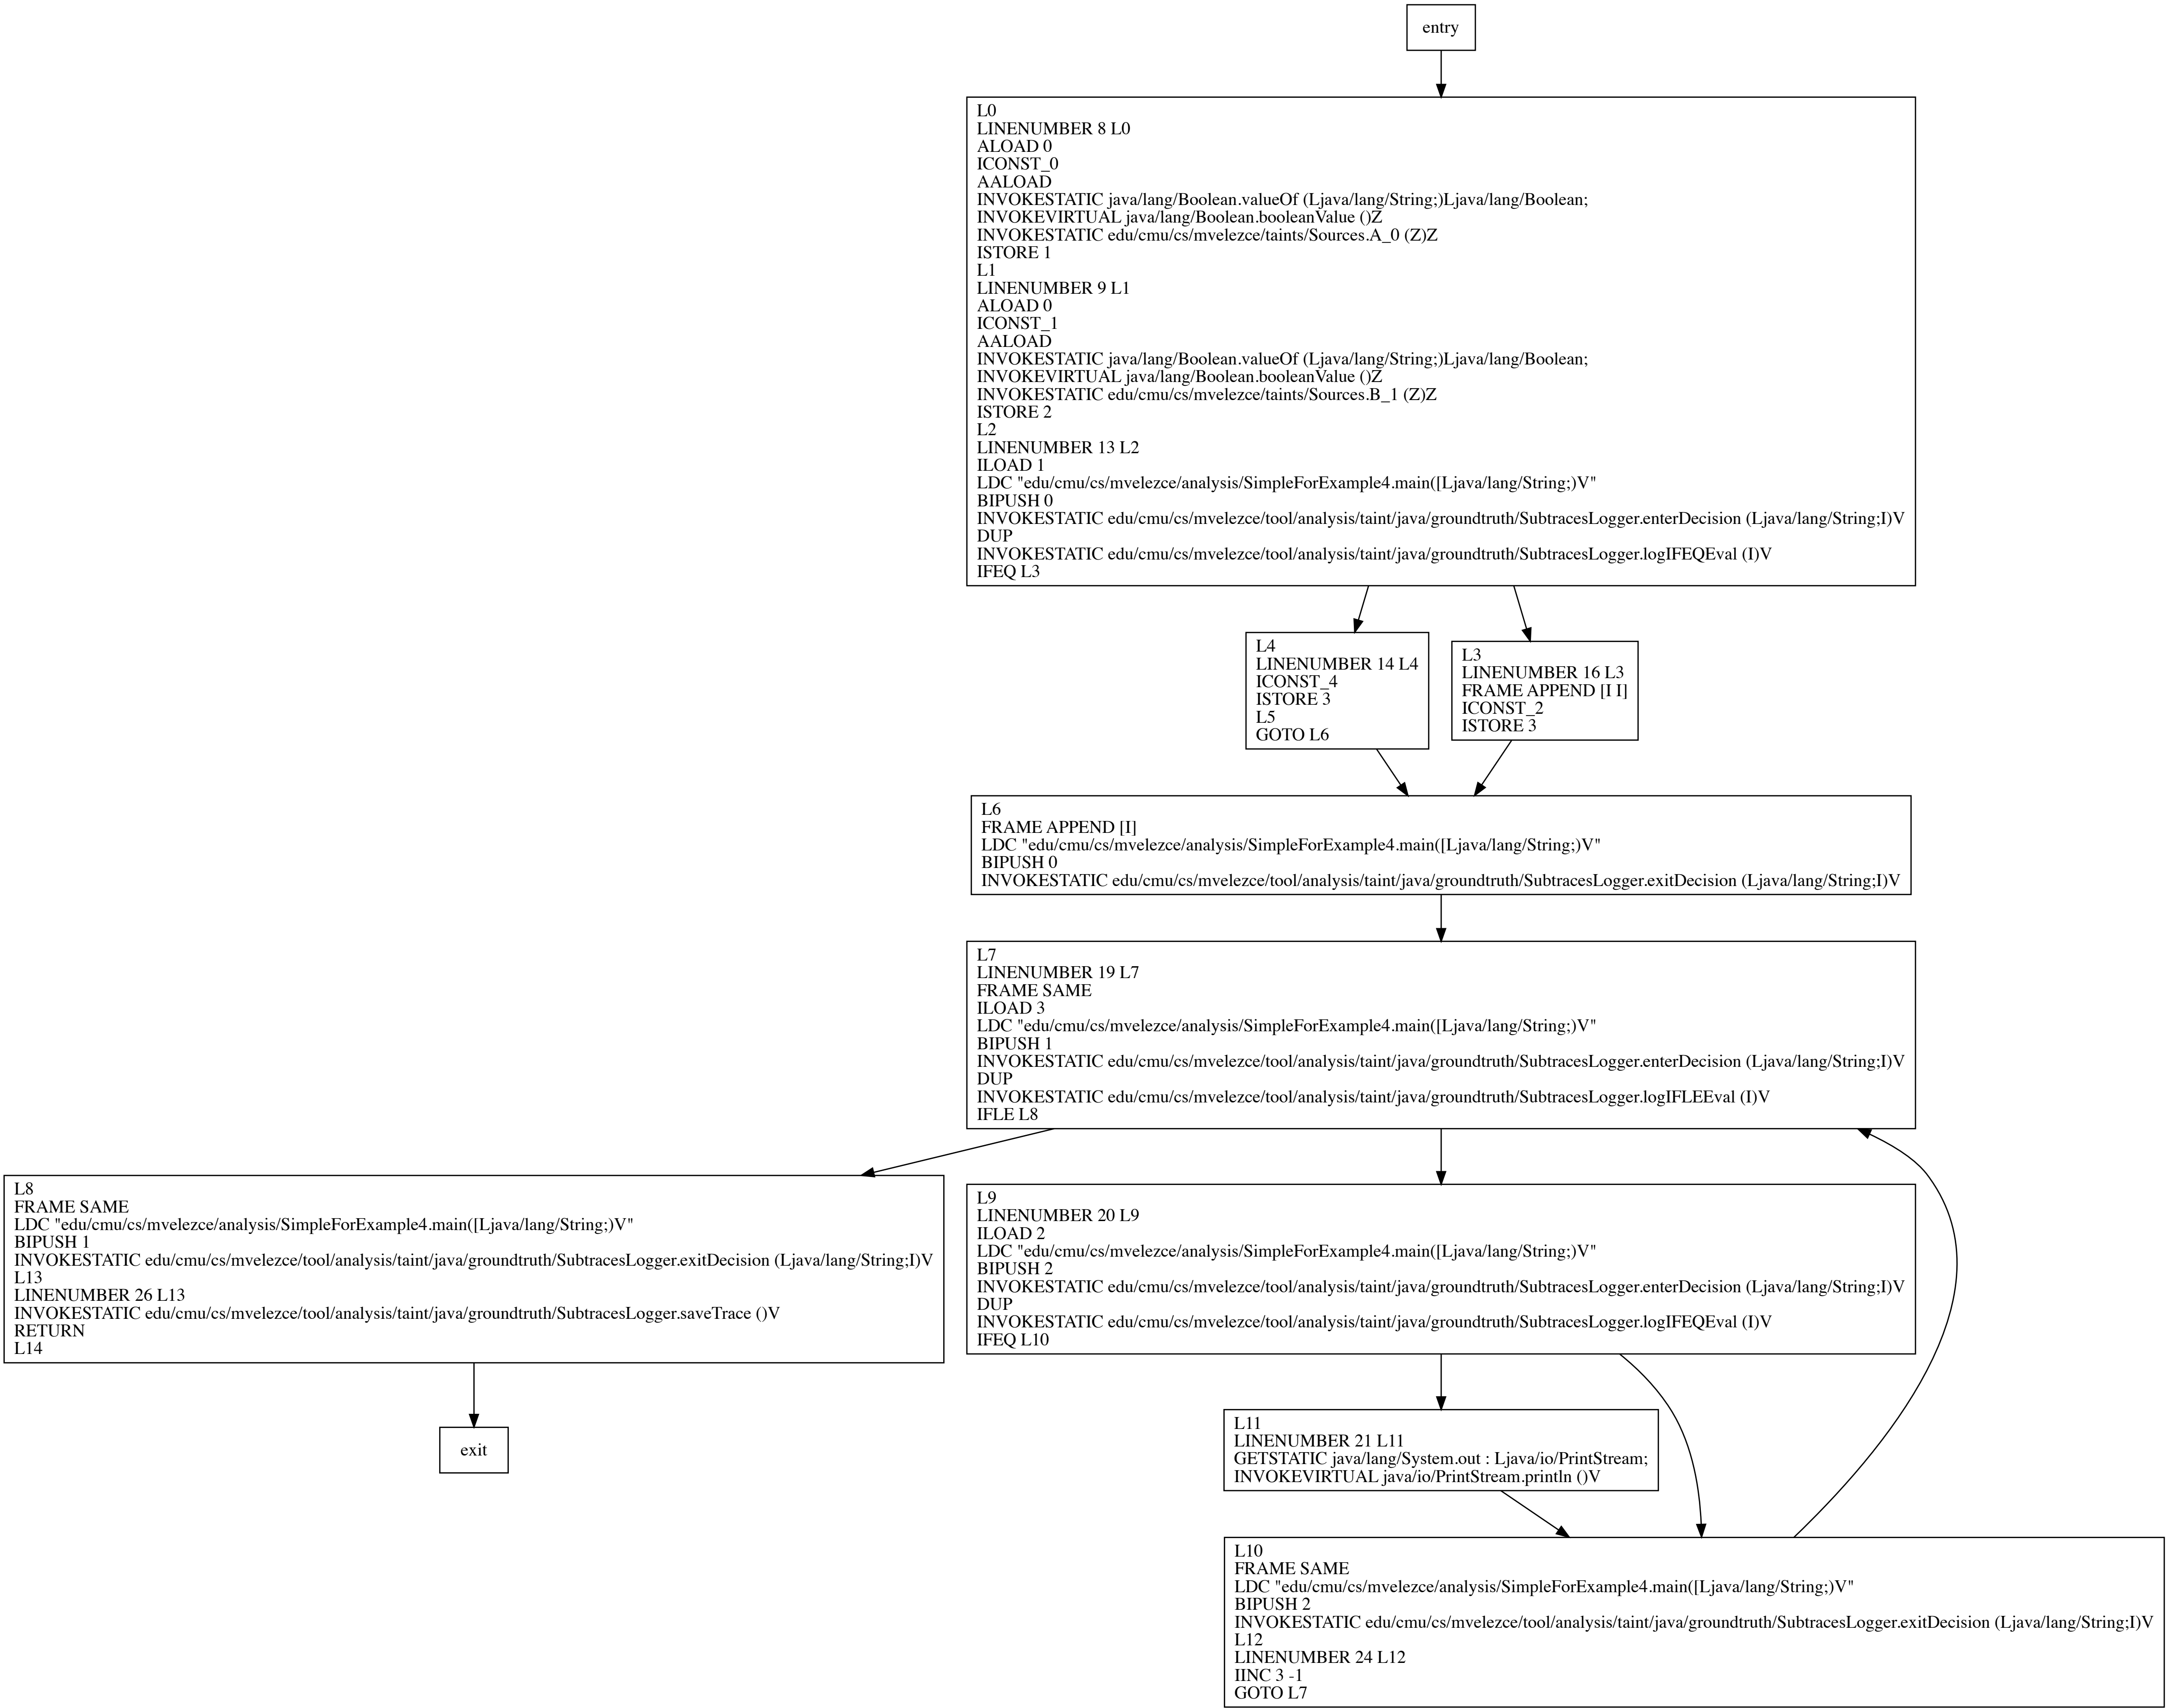 entry
L0
LINENUMBER 8 L0
ALOAD 0
ICONST_0
AALOAD
INVOKESTATIC java/lang/Boolean.valueOf (Ljava/lang/String;)Ljava/lang/Boolean;
INVOKEVIRTUAL java/lang/Boolean.booleanValue ()Z
INVOKESTATIC edu/cmu/cs/mvelezce/taints/Sources.A_0 (Z)Z
ISTORE 1
L1
LINENUMBER 9 L1
ALOAD 0
ICONST_1
AALOAD
INVOKESTATIC java/lang/Boolean.valueOf (Ljava/lang/String;)Ljava/lang/Boolean;
INVOKEVIRTUAL java/lang/Boolean.booleanValue ()Z
INVOKESTATIC edu/cmu/cs/mvelezce/taints/Sources.B_1 (Z)Z
ISTORE 2
L2
LINENUMBER 13 L2
ILOAD 1
LDC "edu/cmu/cs/mvelezce/analysis/SimpleForExample4.main([Ljava/lang/String;)V"
BIPUSH 0
INVOKESTATIC edu/cmu/cs/mvelezce/tool/analysis/taint/java/groundtruth/SubtracesLogger.enterDecision (Ljava/lang/String;I)V
DUP
INVOKESTATIC edu/cmu/cs/mvelezce/tool/analysis/taint/java/groundtruth/SubtracesLogger.logIFEQEval (I)V
IFEQ L3
L4
LINENUMBER 14 L4
ICONST_4
ISTORE 3
L5
GOTO L6
L3
LINENUMBER 16 L3
FRAME APPEND [I I]
ICONST_2
ISTORE 3
L6
FRAME APPEND [I]
LDC "edu/cmu/cs/mvelezce/analysis/SimpleForExample4.main([Ljava/lang/String;)V"
BIPUSH 0
INVOKESTATIC edu/cmu/cs/mvelezce/tool/analysis/taint/java/groundtruth/SubtracesLogger.exitDecision (Ljava/lang/String;I)V
L7
LINENUMBER 19 L7
FRAME SAME
ILOAD 3
LDC "edu/cmu/cs/mvelezce/analysis/SimpleForExample4.main([Ljava/lang/String;)V"
BIPUSH 1
INVOKESTATIC edu/cmu/cs/mvelezce/tool/analysis/taint/java/groundtruth/SubtracesLogger.enterDecision (Ljava/lang/String;I)V
DUP
INVOKESTATIC edu/cmu/cs/mvelezce/tool/analysis/taint/java/groundtruth/SubtracesLogger.logIFLEEval (I)V
IFLE L8
L8
FRAME SAME
LDC "edu/cmu/cs/mvelezce/analysis/SimpleForExample4.main([Ljava/lang/String;)V"
BIPUSH 1
INVOKESTATIC edu/cmu/cs/mvelezce/tool/analysis/taint/java/groundtruth/SubtracesLogger.exitDecision (Ljava/lang/String;I)V
L13
LINENUMBER 26 L13
INVOKESTATIC edu/cmu/cs/mvelezce/tool/analysis/taint/java/groundtruth/SubtracesLogger.saveTrace ()V
RETURN
L14
L9
LINENUMBER 20 L9
ILOAD 2
LDC "edu/cmu/cs/mvelezce/analysis/SimpleForExample4.main([Ljava/lang/String;)V"
BIPUSH 2
INVOKESTATIC edu/cmu/cs/mvelezce/tool/analysis/taint/java/groundtruth/SubtracesLogger.enterDecision (Ljava/lang/String;I)V
DUP
INVOKESTATIC edu/cmu/cs/mvelezce/tool/analysis/taint/java/groundtruth/SubtracesLogger.logIFEQEval (I)V
IFEQ L10
exit
L11
LINENUMBER 21 L11
GETSTATIC java/lang/System.out : Ljava/io/PrintStream;
INVOKEVIRTUAL java/io/PrintStream.println ()V
L10
FRAME SAME
LDC "edu/cmu/cs/mvelezce/analysis/SimpleForExample4.main([Ljava/lang/String;)V"
BIPUSH 2
INVOKESTATIC edu/cmu/cs/mvelezce/tool/analysis/taint/java/groundtruth/SubtracesLogger.exitDecision (Ljava/lang/String;I)V
L12
LINENUMBER 24 L12
IINC 3 -1
GOTO L7